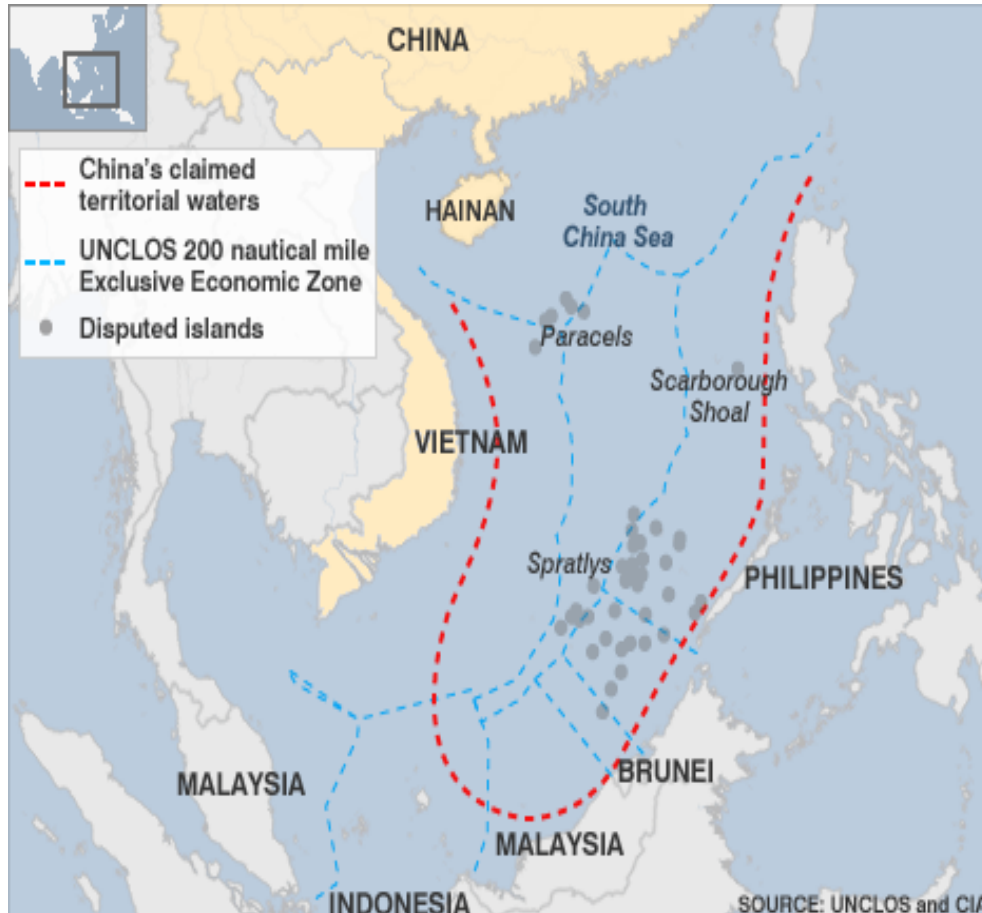 CHINA
China's claimed
territorial waters
UNCLOS 200 nautical mile
Exclusive Economic Zone
Disputed islands
HAINAN
South
China Sea
Paracels
Scarborough
Shoal
VIETNAM
Spratlys
PHILIPPINES
MALAYSIA
BRUNEI
MALAYSIA
INDONESIA
SOURCE: UNCLOS and CIA